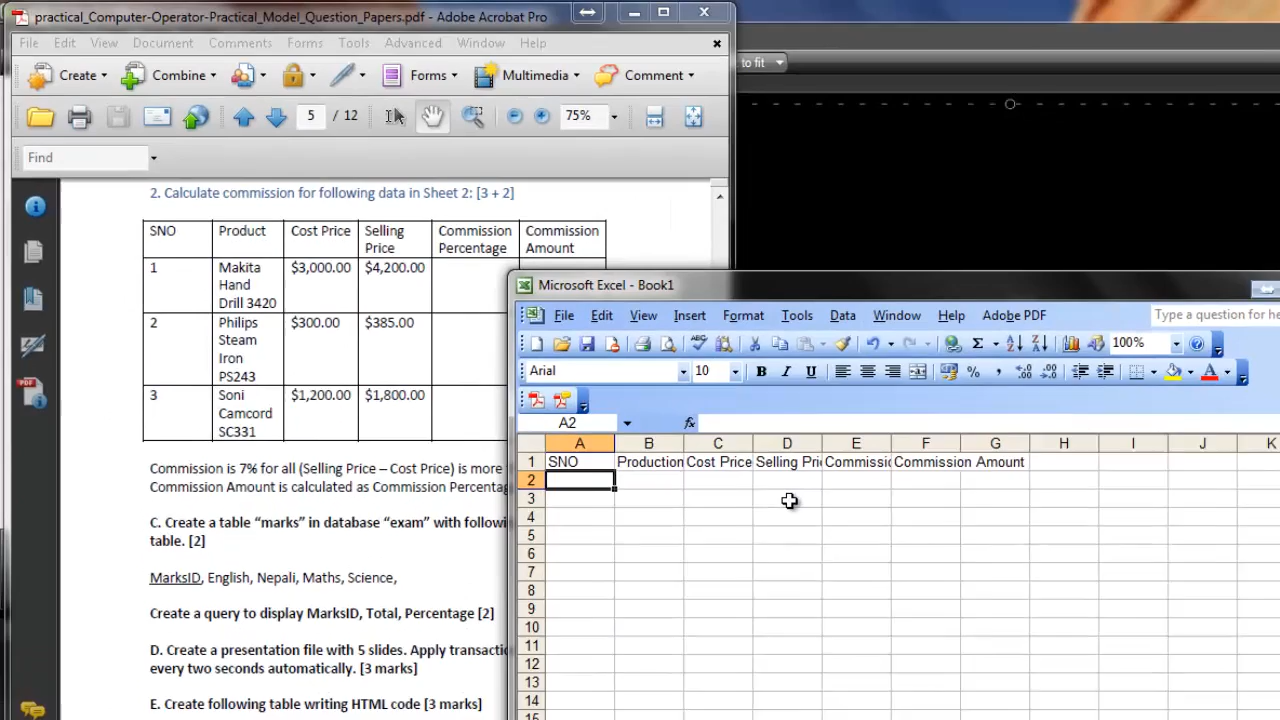 practical_Computer-Operator-Practical_Model_Question_Papers.pdf - Adobe Acrobat Pro
File Edit View Document Comments Forms Tools Advanced Window Help
Create Combine Forms Multimedia Comment
to fit
5 / 12 75%
Find
2. Calculate commission for following data in Sheet 2: [3 + 2]
SNO Product Cost Price Selling Price Commission Percentage Commission Amount
1 Makita Hand Drill 3420 $3,000.00 $4,200.00
2 Philips Steam Iron PS243 $300.00 $385.00
3 Soni Camcord SC331 $1,200.00 $1,800.00
Commission is 7% for all (Selling Price – Cost Price) is more
Commission Amount is calculated as Commission Percentag
C. Create a table “marks” in database “exam” with followi
table. [2]
MarksID, English, Nepali, Maths, Science,
Create a query to display MarksID, Total, Percentage [2]
D. Create a presentation file with 5 slides. Apply transactio
every two seconds automatically. [3 marks]
E. Create following table writing HTML code [3 marks]
Microsoft Excel - Book1
File Edit View Insert Format Tools Data Window Help Adobe PDF
Type a question for he
100%
Arial 10 B I U
A2 fx
A B C D E F G H I J K
1 SNO Production Cost Price Selling Pri Commissic Commission Amount
2
3
4
5
6
7
8
9
10
11
12
13
14
15